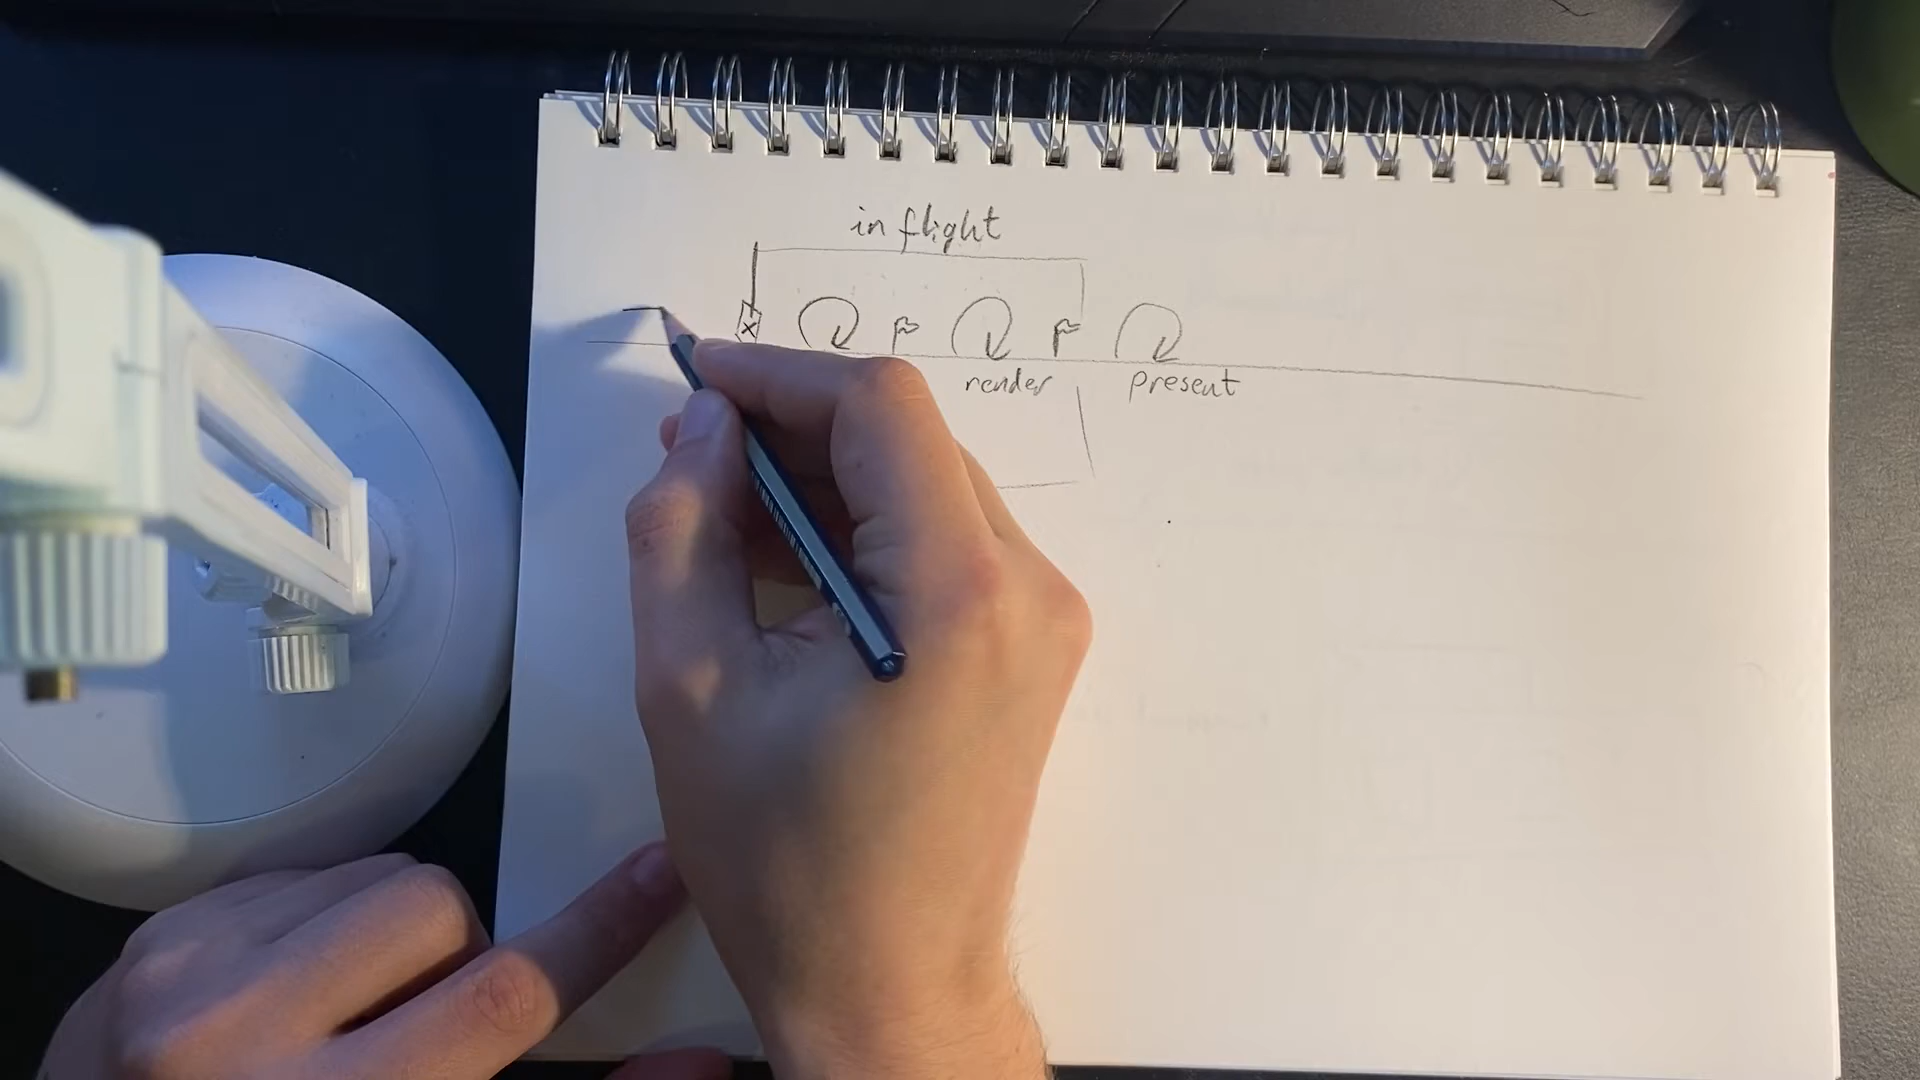 in flight
x
render present